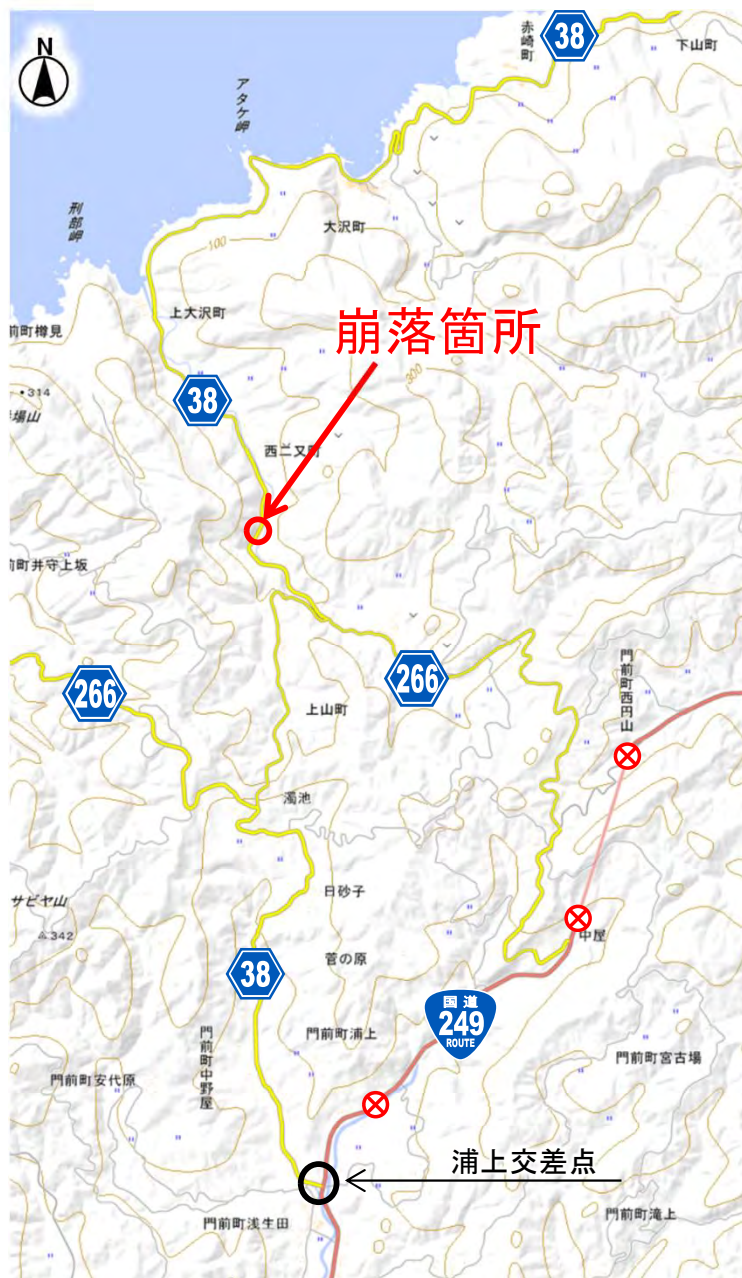 N
赤崎町
38
下山町
アタケ岬
刑部岬
大沢町
100
上大沢町
前町樽見
崩落箇所
300
・314
38
場山
西二又町
前町井守上坂
266
266
門前町西円山
上山町
濁池
日砂子
サビヤ山
342
中屋
菅の原
38
国道
249
ROUTE
門前町浦上
門前町中野屋
門前町宮古場
門前町安代原
浦上交差点
門前町浅生田
門前町滝上